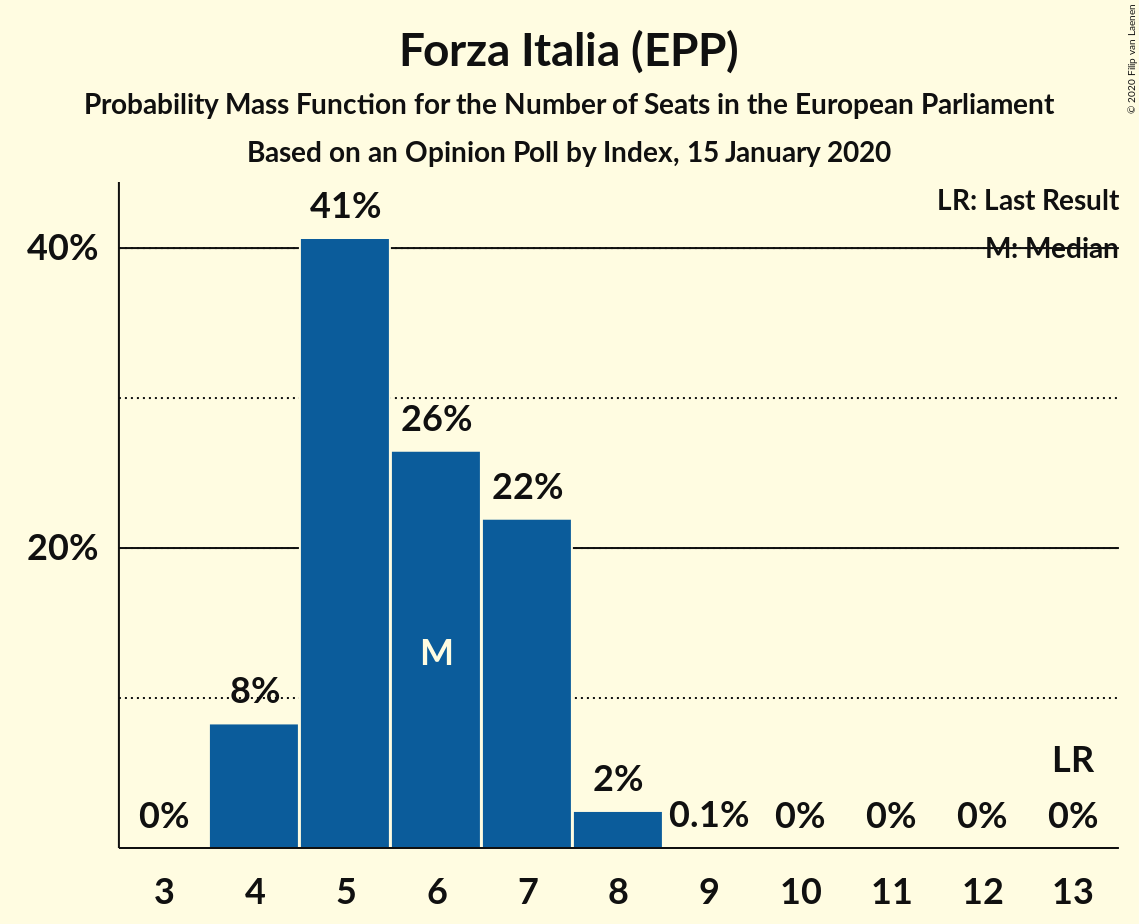 Forza Italia (EPP)
Probability Mass Function for the Number of Seats in the European Parliament
Based on an Opinion Poll by Index, 15 January 2020
© 2020 Filip van Laenen
LR: Last Result
M: Median
40%
20%
0%
8%
41%
26%
22%
2%
0.1%
0%
0%
0%
0%
M
LR
3 4 5 6 7 8 9 10 11 12 13